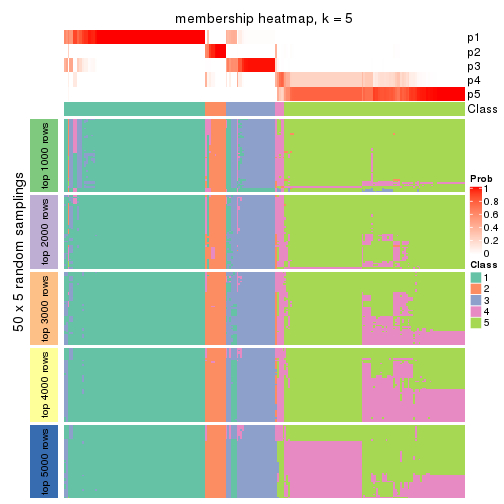 membership heatmap, k = 5
p1
p2
p3
p4
p5
Class
50 x 5 random samplings
top 1000 rows
top 2000 rows
top 3000 rows
top 4000 rows
top 5000 rows
Prob
1
0.8
0.6
0.4
0.2
0
Class
1
2
3
4
5